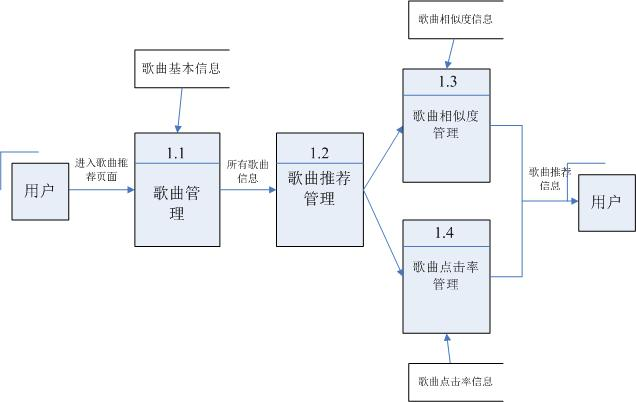 歌曲相似度信息
歌曲基本信息
1.3
歌曲相似度
管理
1.1
歌曲管
理
1.2
歌曲推荐
管理
进入歌曲推
荐页面
所有歌曲
信息
用户
歌曲推荐
信息
用户
1.4
歌曲点击率
管理
歌曲点击率信息